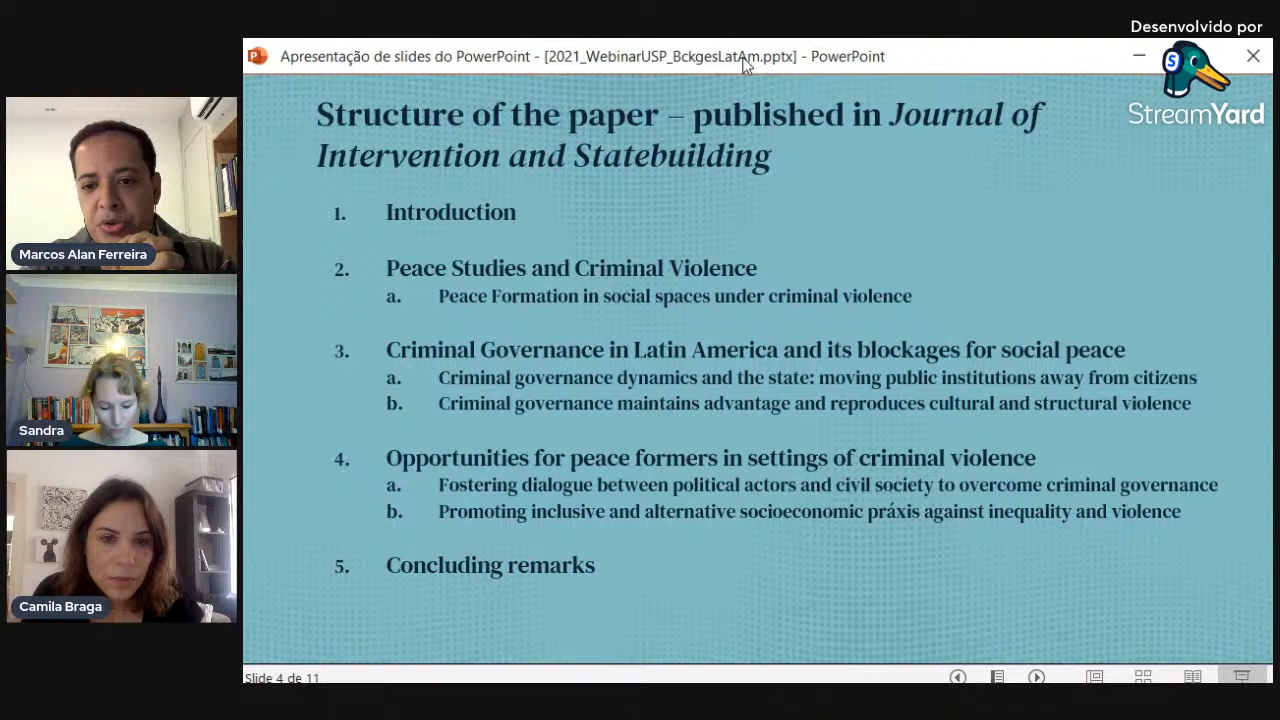 Desenvolvido por
StreamYard
Apresentação de slides do PowerPoint - [2021_WebinarUSP_BckgesLatAm.pptx] - PowerPoint
Structure of the paper – published in Journal of
Intervention and Statebuilding
1. Introduction
2. Peace Studies and Criminal Violence
a. Peace Formation in social spaces under criminal violence
3. Criminal Governance in Latin America and its blockages for social peace
a. Criminal governance dynamics and the state: moving public institutions away from citizens
b. Criminal governance maintains advantage and reproduces cultural and structural violence
4. Opportunities for peace formers in settings of criminal violence
a. Fostering dialogue between political actors and civil society to overcome criminal governance
b. Promoting inclusive and alternative socioeconomic práxis against inequality and violence
5. Concluding remarks
Slide 4 de 11
Marcos Alan Ferreira
Sandra
Camila Braga